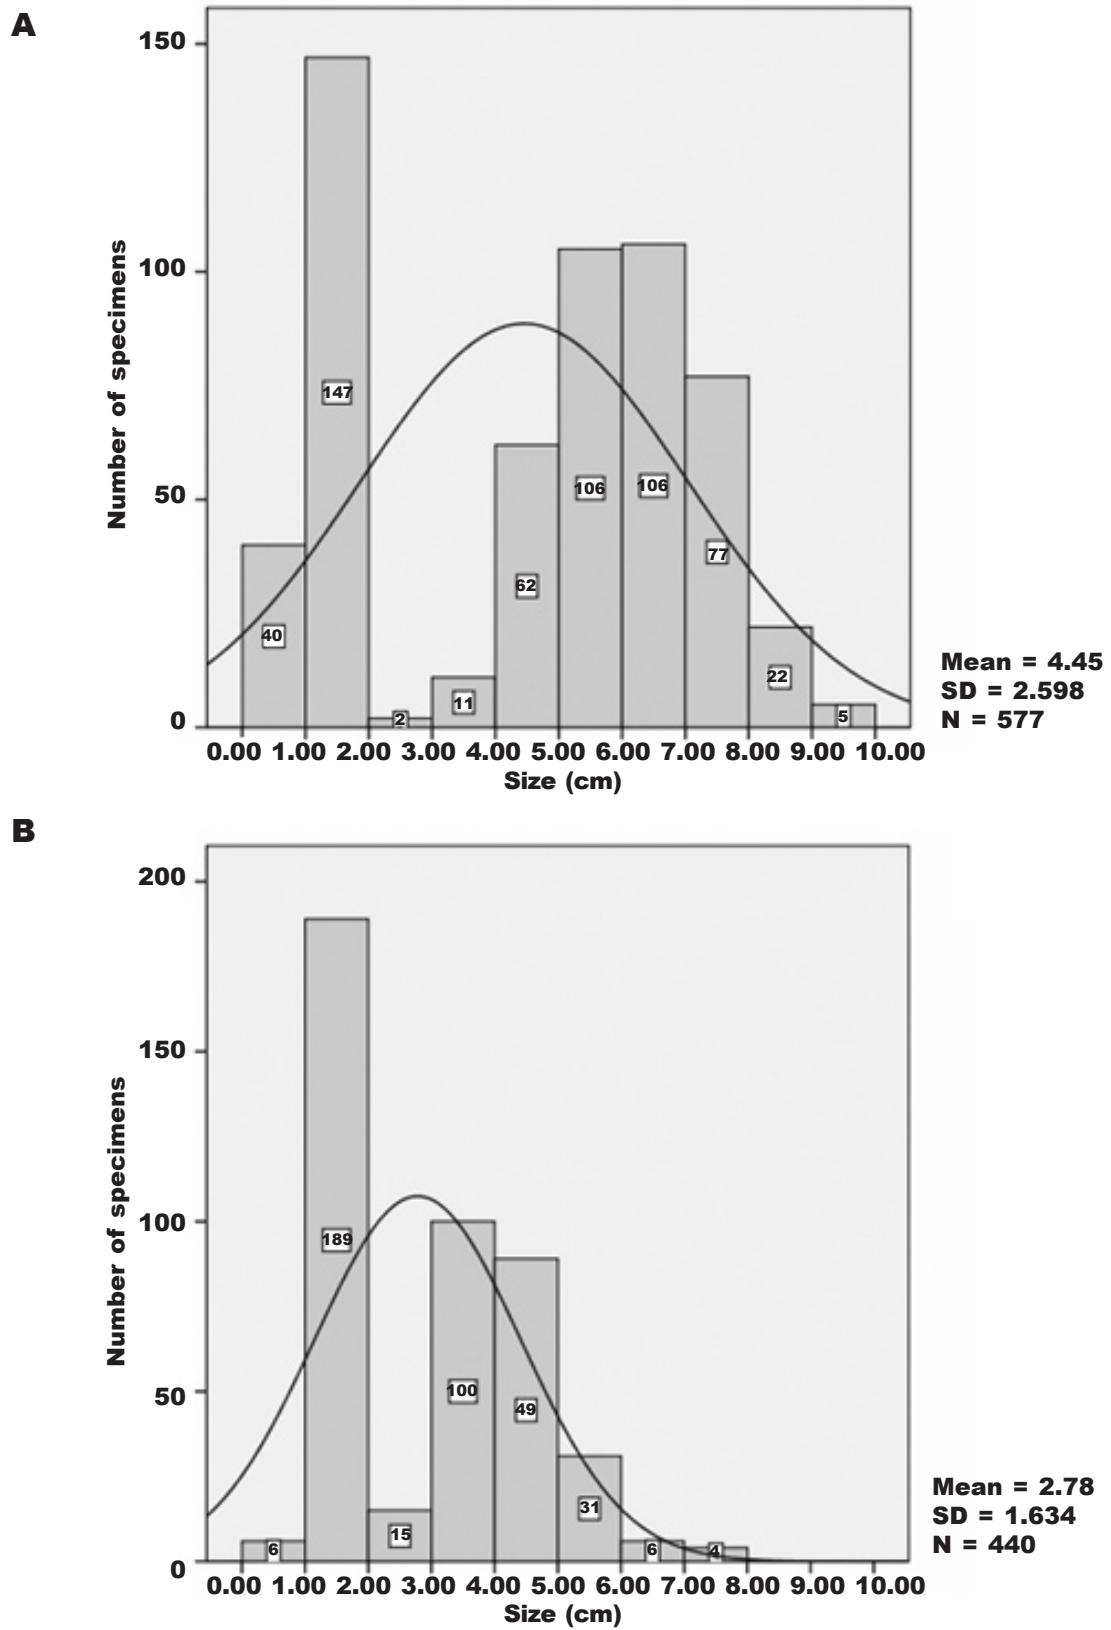 A
150
100
50
0
Number of specimens
147
106
106
77
62
40
22
11
5
2
0.00 1.00 2.00 3.00 4.00 5.00 6.00 7.00 8.00 9.00 10.00
Size (cm)
Mean = 4.45
SD = 2.598
N = 577
B
200
150
100
50
0
Number of specimens
189
100
49
31
15
6
6
4
0.00 1.00 2.00 3.00 4.00 5.00 6.00 7.00 8.00 9.00 10.00
Size (cm)
Mean = 2.78
SD = 1.634
N = 440